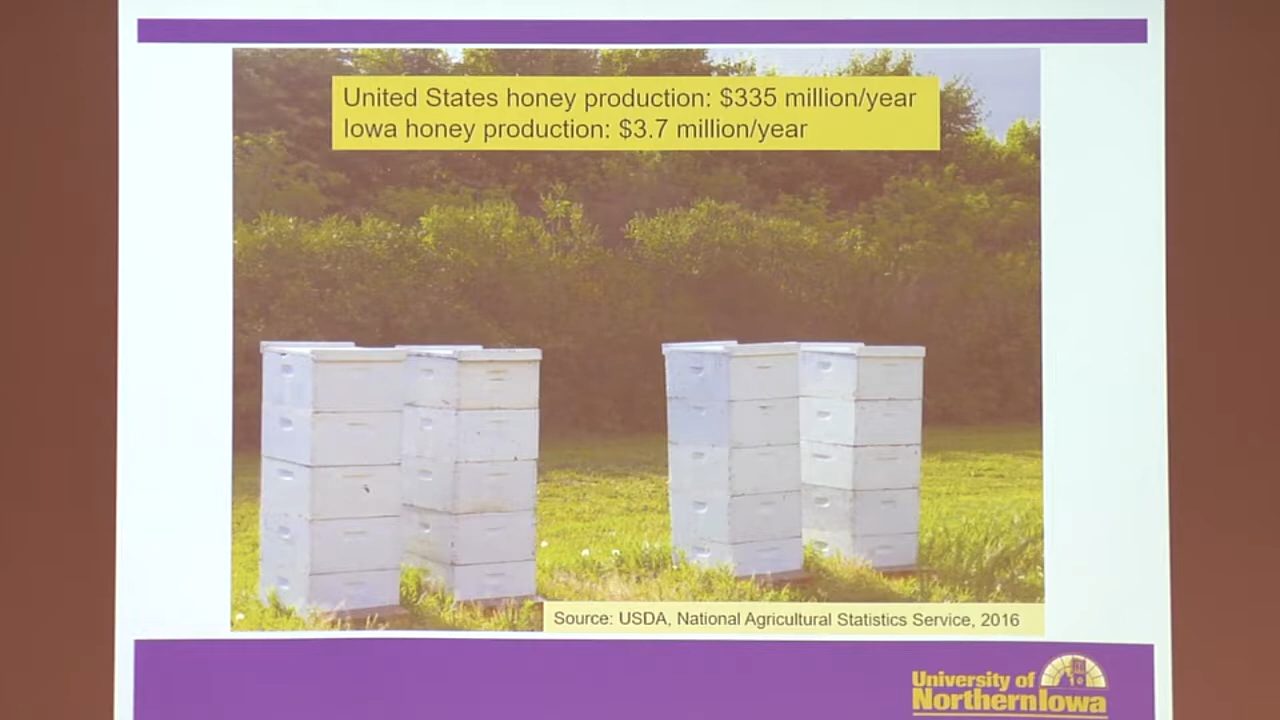 United States honey production: $335 million/year
Iowa honey production: $3.7 million/year
Source: USDA, National Agricultural Statistics Service, 2016
University of
NorthernIowa